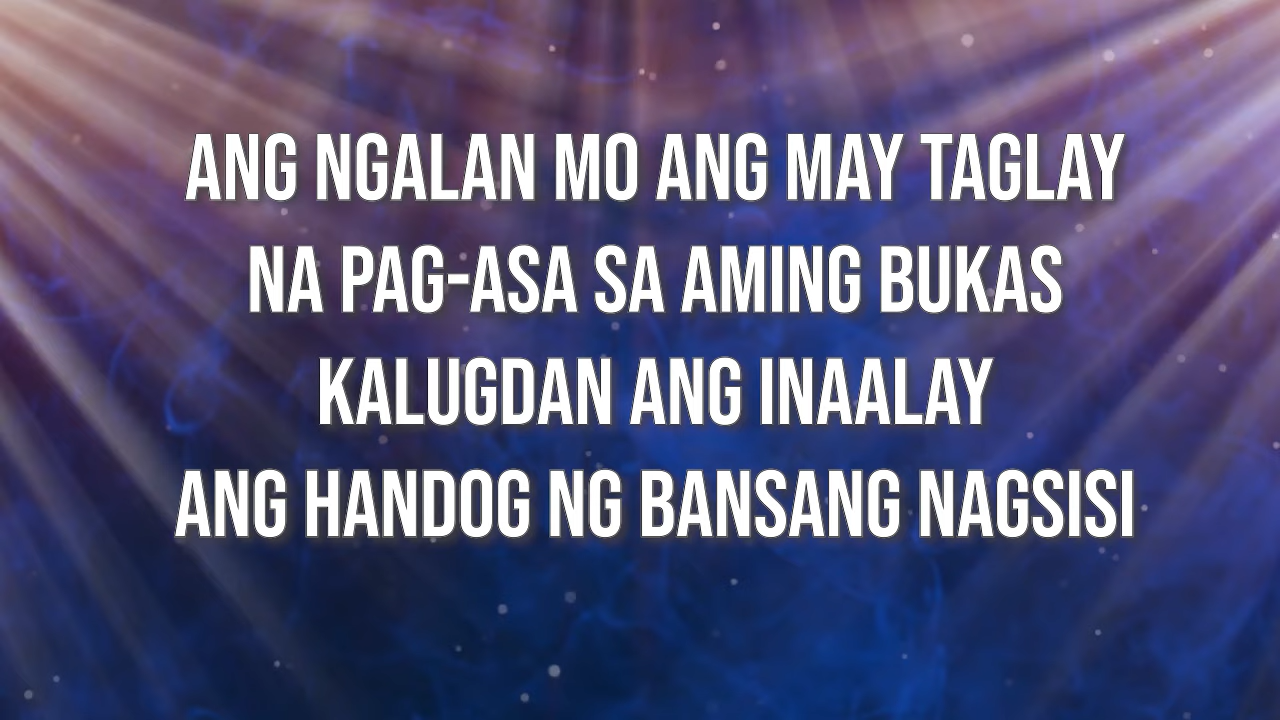 ANG NGALAN MO ANG MAY TAGLAY
NA PAG-ASA SA AMING BUKAS
KALUGDAN ANG INAALAY
ANG HANDOG NG BANSANG NAGSISI